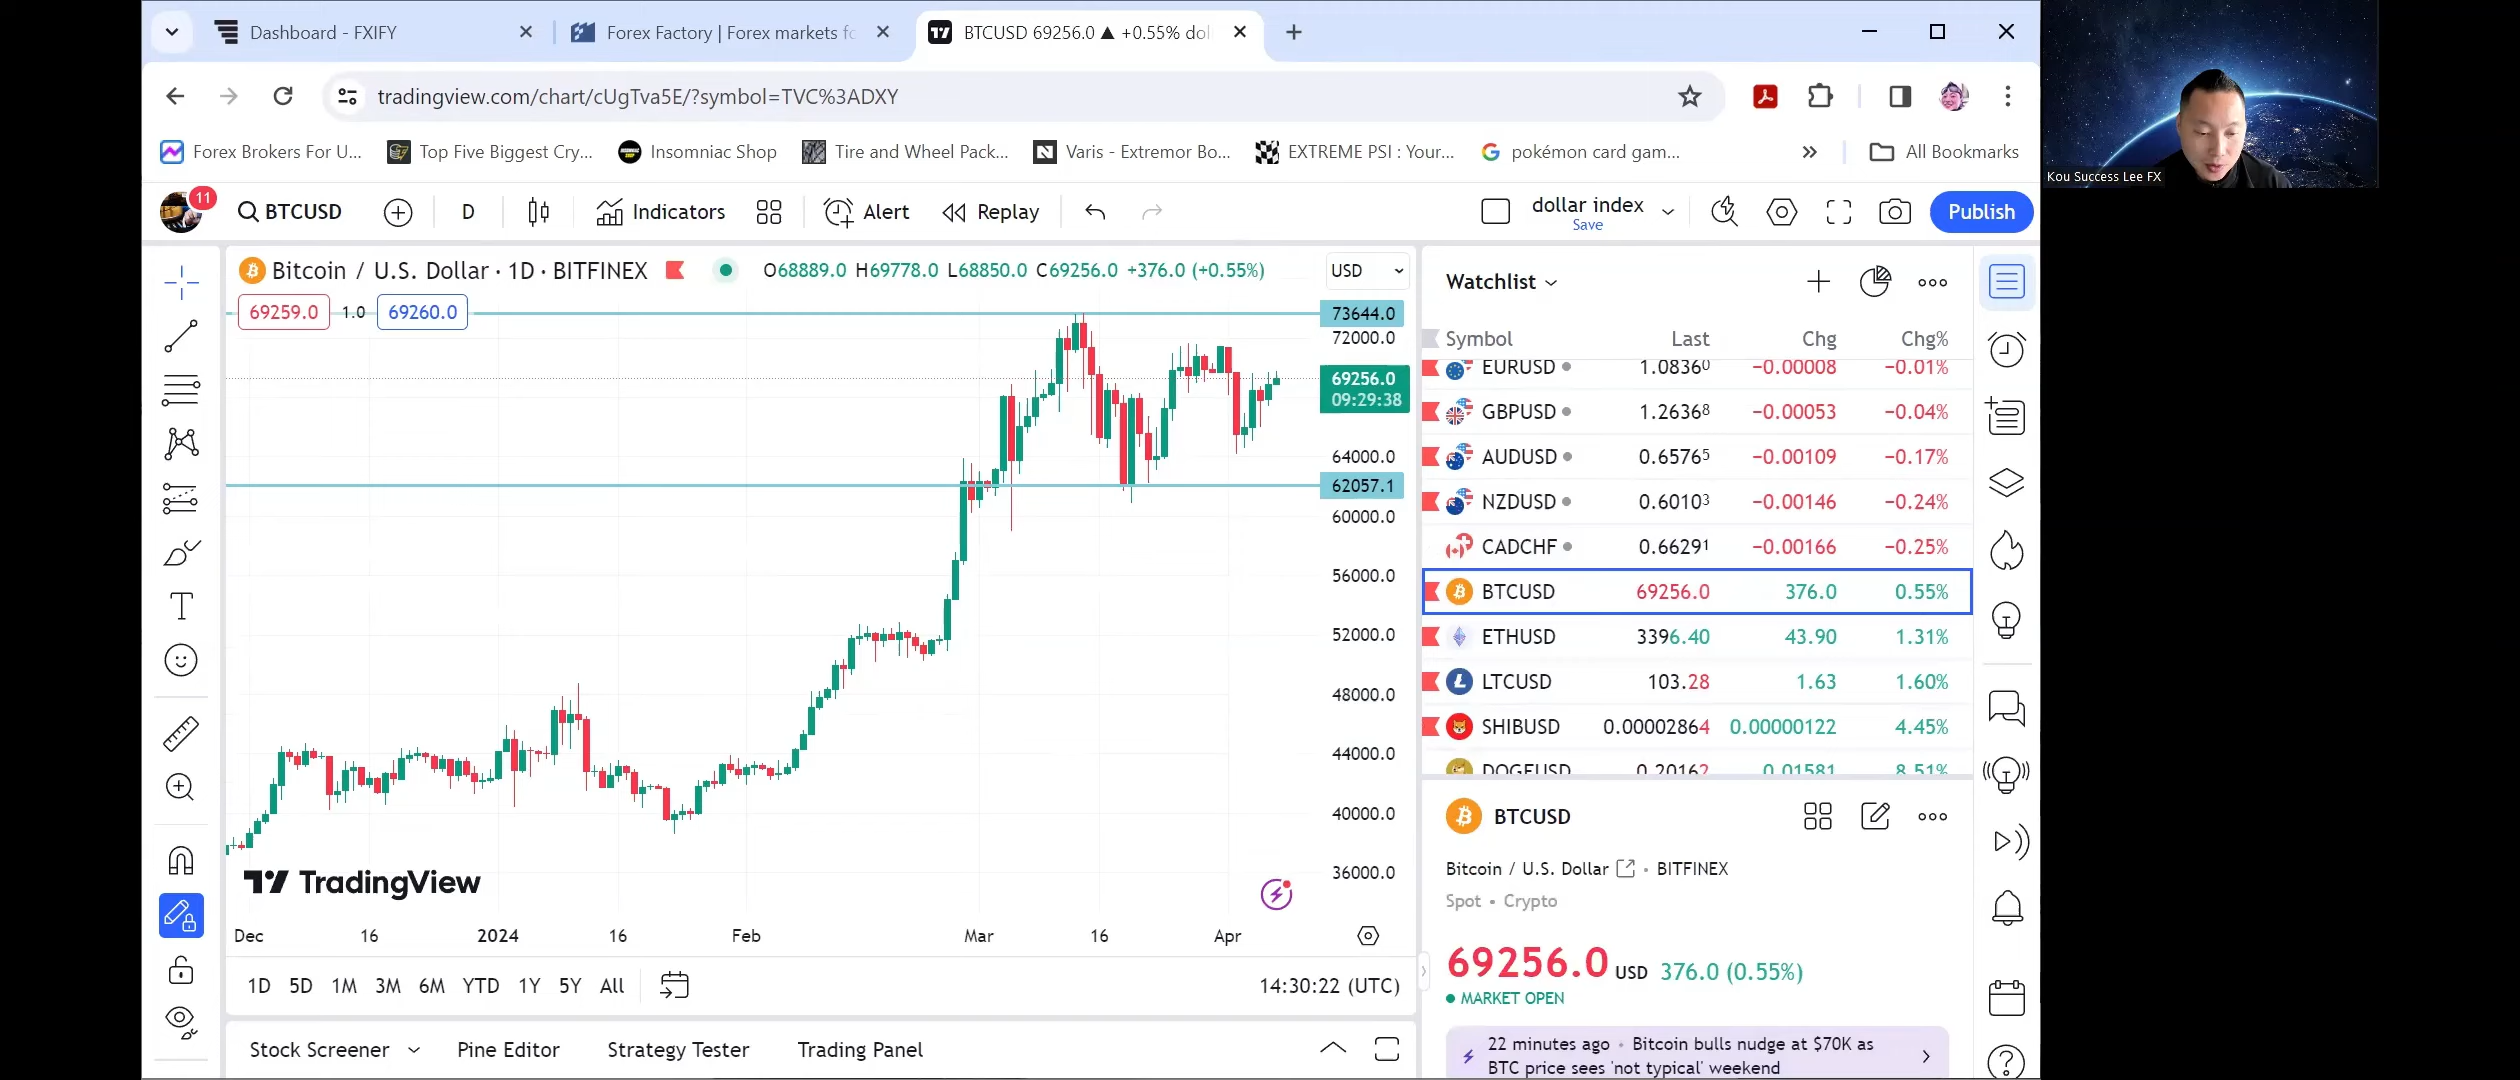 Dashboard - FXIFY
Forex Factory | Forex markets fo
BTCUSD 69256.0 ▲ +0.55% dol
tradingview.com/chart/cUgTva5E/?symbol=TVC%3ADXY
Forex Brokers For U...
Top Five Biggest Cry...
Insomniac Shop
Tire and Wheel Pack...
Varis - Extremor Bo...
EXTREME PSI : Your...
pokémon card gam...
All Bookmarks
Kou Success Lee FX
11
BTCUSD
D
Indicators
Alert
Replay
dollar index
Save
Publish
Bitcoin / U.S. Dollar · 1D · BITFINEX
O68889.0 H69778.0 L68850.0 C69256.0 +376.0 (+0.55%)
USD
69259.0 1.0 69260.0
73644.0
72000.0
69256.0
09:29:38
64000.0
62057.1
60000.0
56000.0
52000.0
48000.0
44000.0
40000.0
36000.0
TradingView
Dec 16 2024 16 Feb Mar 16 Apr
1D 5D 1M 3M 6M YTD 1Y 5Y All
14:30:22 (UTC)
Stock Screener
Pine Editor
Strategy Tester
Trading Panel
Watchlist
Symbol Last Chg Chg%
EURUSD 1.08360 −0.00008 −0.01%
GBPUSD 1.26368 −0.00053 −0.04%
AUDUSD 0.65765 −0.00109 −0.17%
NZDUSD 0.60103 −0.00146 −0.24%
CADCHF 0.66291 −0.00166 −0.25%
BTCUSD 69256.0 376.0 0.55%
ETHUSD 3396.40 43.90 1.31%
LTCUSD 103.28 1.63 1.60%
SHIBUSD 0.00002864 0.00000122 4.45%
DOGEUSD 0.20162 0.01581 8.51%
BTCUSD
Bitcoin / U.S. Dollar • BITFINEX
Spot • Crypto
69256.0 USD 376.0 (0.55%)
MARKET OPEN
22 minutes ago • Bitcoin bulls nudge at $70K as
BTC price sees 'not typical' weekend